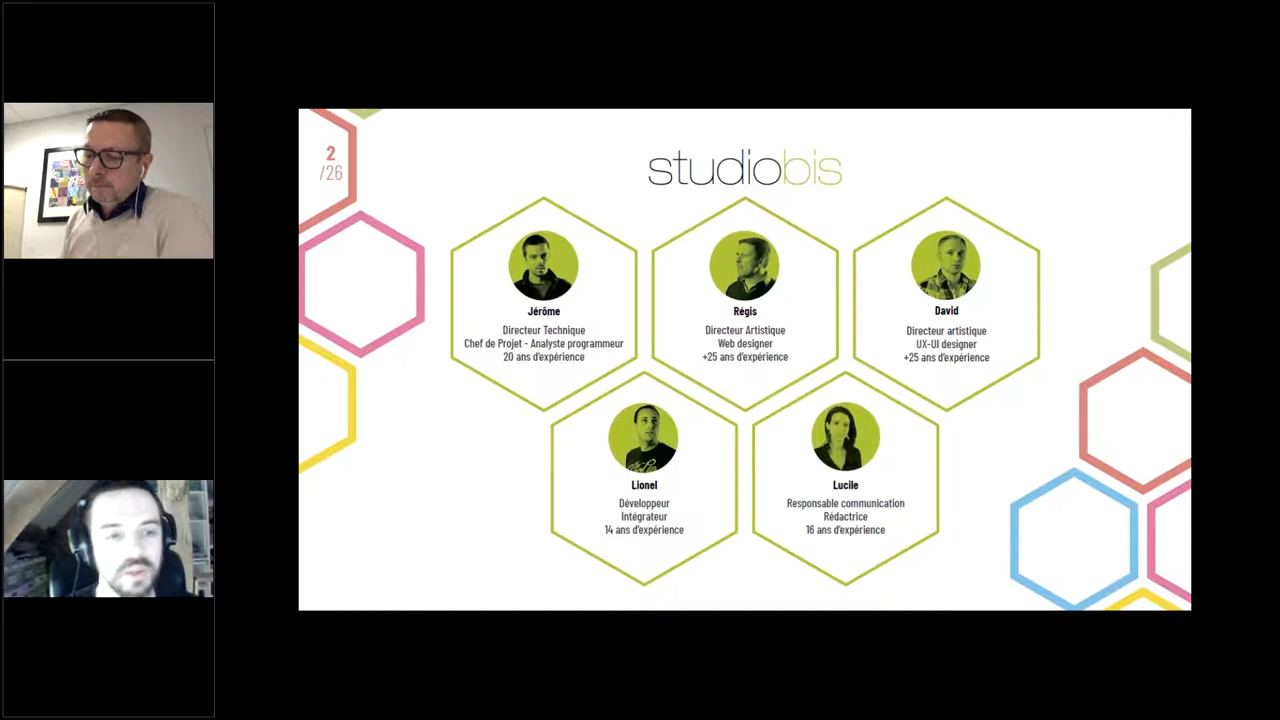 2
/26
studiobis
Jérôme
Directeur Technique
Chef de Projet - Analyste programmeur
20 ans d'expérience
Régis
Directeur Artistique
Web designer
+25 ans d'expérience
David
Directeur artistique
UX-UI designer
+25 ans d'expérience
Lionel
Développeur
Intégrateur
14 ans d'expérience
Lucile
Responsable communication
Rédactrice
16 ans d'expérience